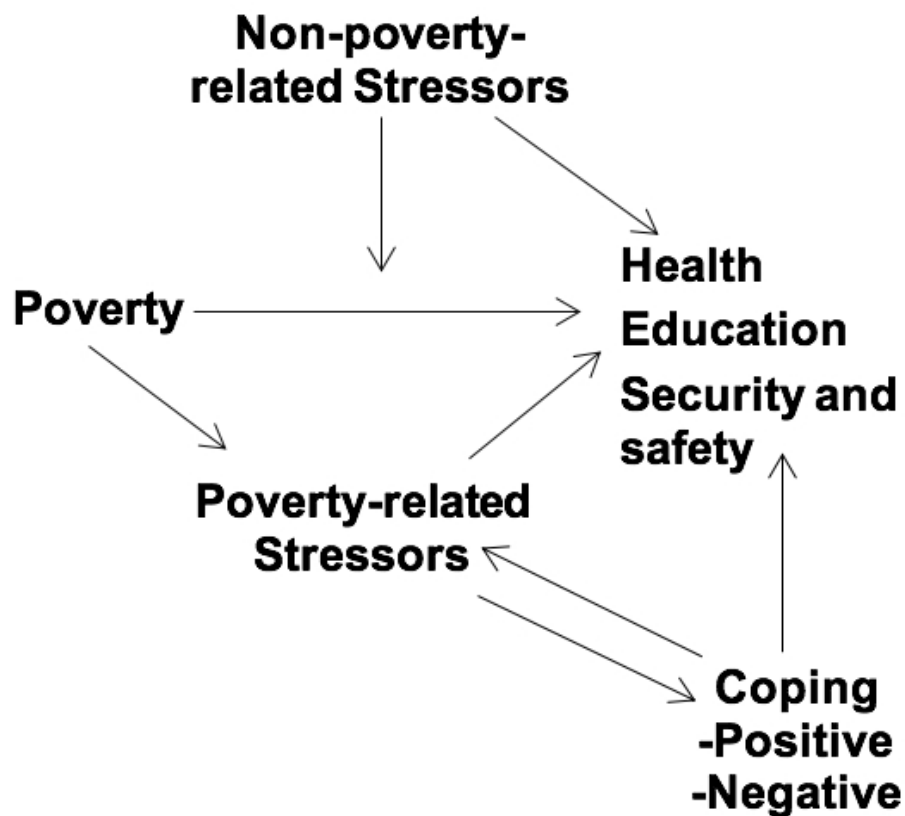 Non-poverty-
related Stressors
Health
Poverty
Education
Security and
safety
Poverty-related
Stressors
Coping
-Positive
-Negative